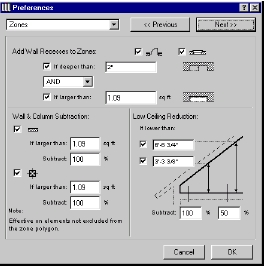 Preferences
Zones
<< Previous
Next >>
Add Wall Recesses to Zones:
If deeper than:
2"
AND
If larger than:
1.09
sq ft
Wall & Column Subtraction:
Low Ceiling Reduction:
If lower than:
If larger than:
1.09
sq ft
6'-6 3/4"
Subtract:
100
%
3'-3 3/8"
If larger than:
1.09
sq ft
Subtract:
100
%
Subtract:
100
%
50
%
Note:
Effective on elements not excluded from
the zone polygon.
Cancel
OK